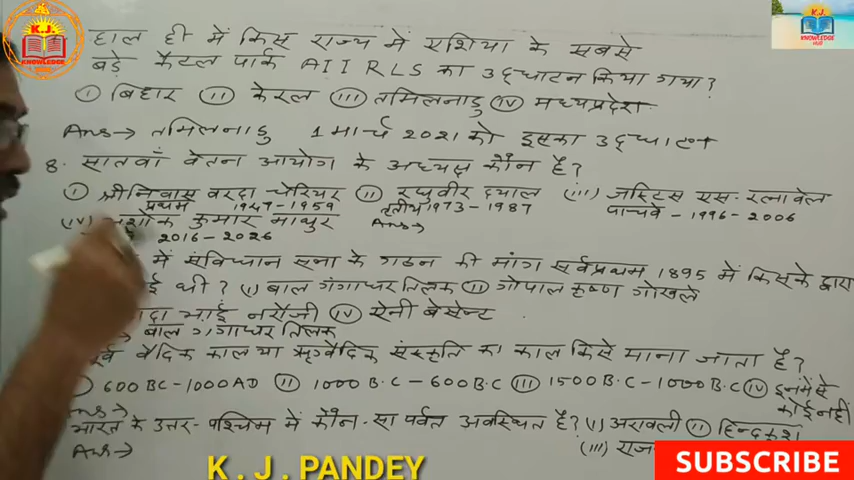 K.J.
KNOWLEDGE
KNOWLEDGE
HUB
हाल ही में किस राज्य में एशिया के सबसे
बड़े कैटल पार्क AIIRLS का उद्घाटन किया गया?
(i) बिहार (ii) केरल (iii) तमिलनाडु (iv) मध्यप्रदेश
Ans→ तमिलनाडु 1 मार्च 2021 को इसका उद्घाटन
8. सातवाँ वेतन आयोग के अध्यक्ष कौन है?
(i) श्रीनिवास वरदा चेरियर (ii) रघुवीर दयाल (iii) जस्टिस एस. रत्नावेल
प्रथम 1947-1959 तृतीय 1973-1987 पाचवे - 1996-2006
(iv) अशोक कुमार माथुर Ans→
2016-2026
में संविधान सभा के गठन की मांग सर्वप्रथम 1895 में किसके द्वारा
थी? (i) बाल गंगाधर तिलक (ii) गोपाल कृष्ण गोखले
दादा भाई नरौजी (iv) ऐनी बेसेन्ट
बाल गंगाधर तिलक
पूर्व वैदिक काल या ऋग्वैदिक संस्कृति का काल किसे माना जाता है?
600 BC-1000 AD (ii) 1000 B.C-600 B.C (iii) 1500 B.C-1000 B.C (iv) इनमें से
कोई नहीं
Ans→
भारत के उत्तर-पश्चिम में कौन-सा पर्वत अवस्थित है? (i) अरावली (ii) हिन्दकुश
Ans→ (iii)
K . J . PANDEY
SUBSCRIBE